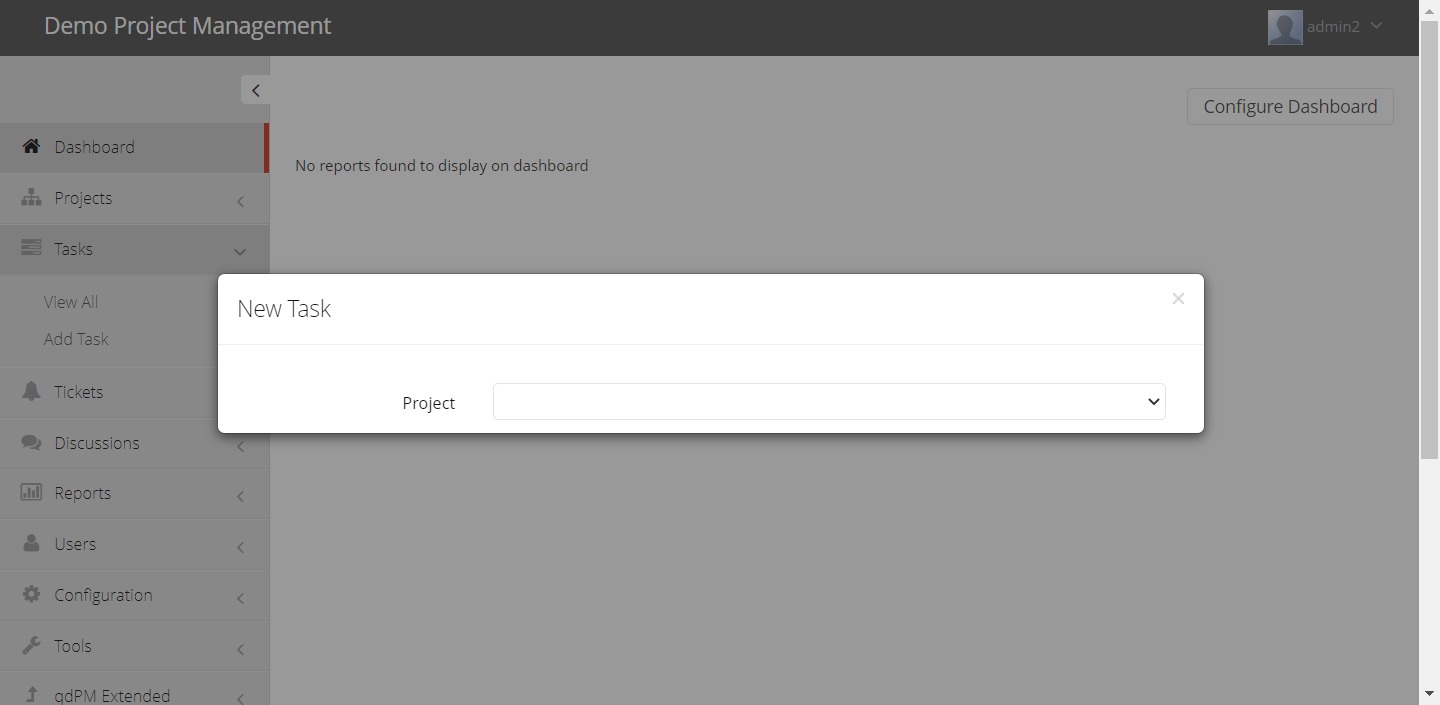 Demo Project Management
admin2
Configure Dashboard
Dashboard
No reports found to display on dashboard
Projects
Tasks
View All
Add Task
New Task
×
Project
Tickets
Discussions
Reports
Users
Configuration
Tools
qdPM Extended